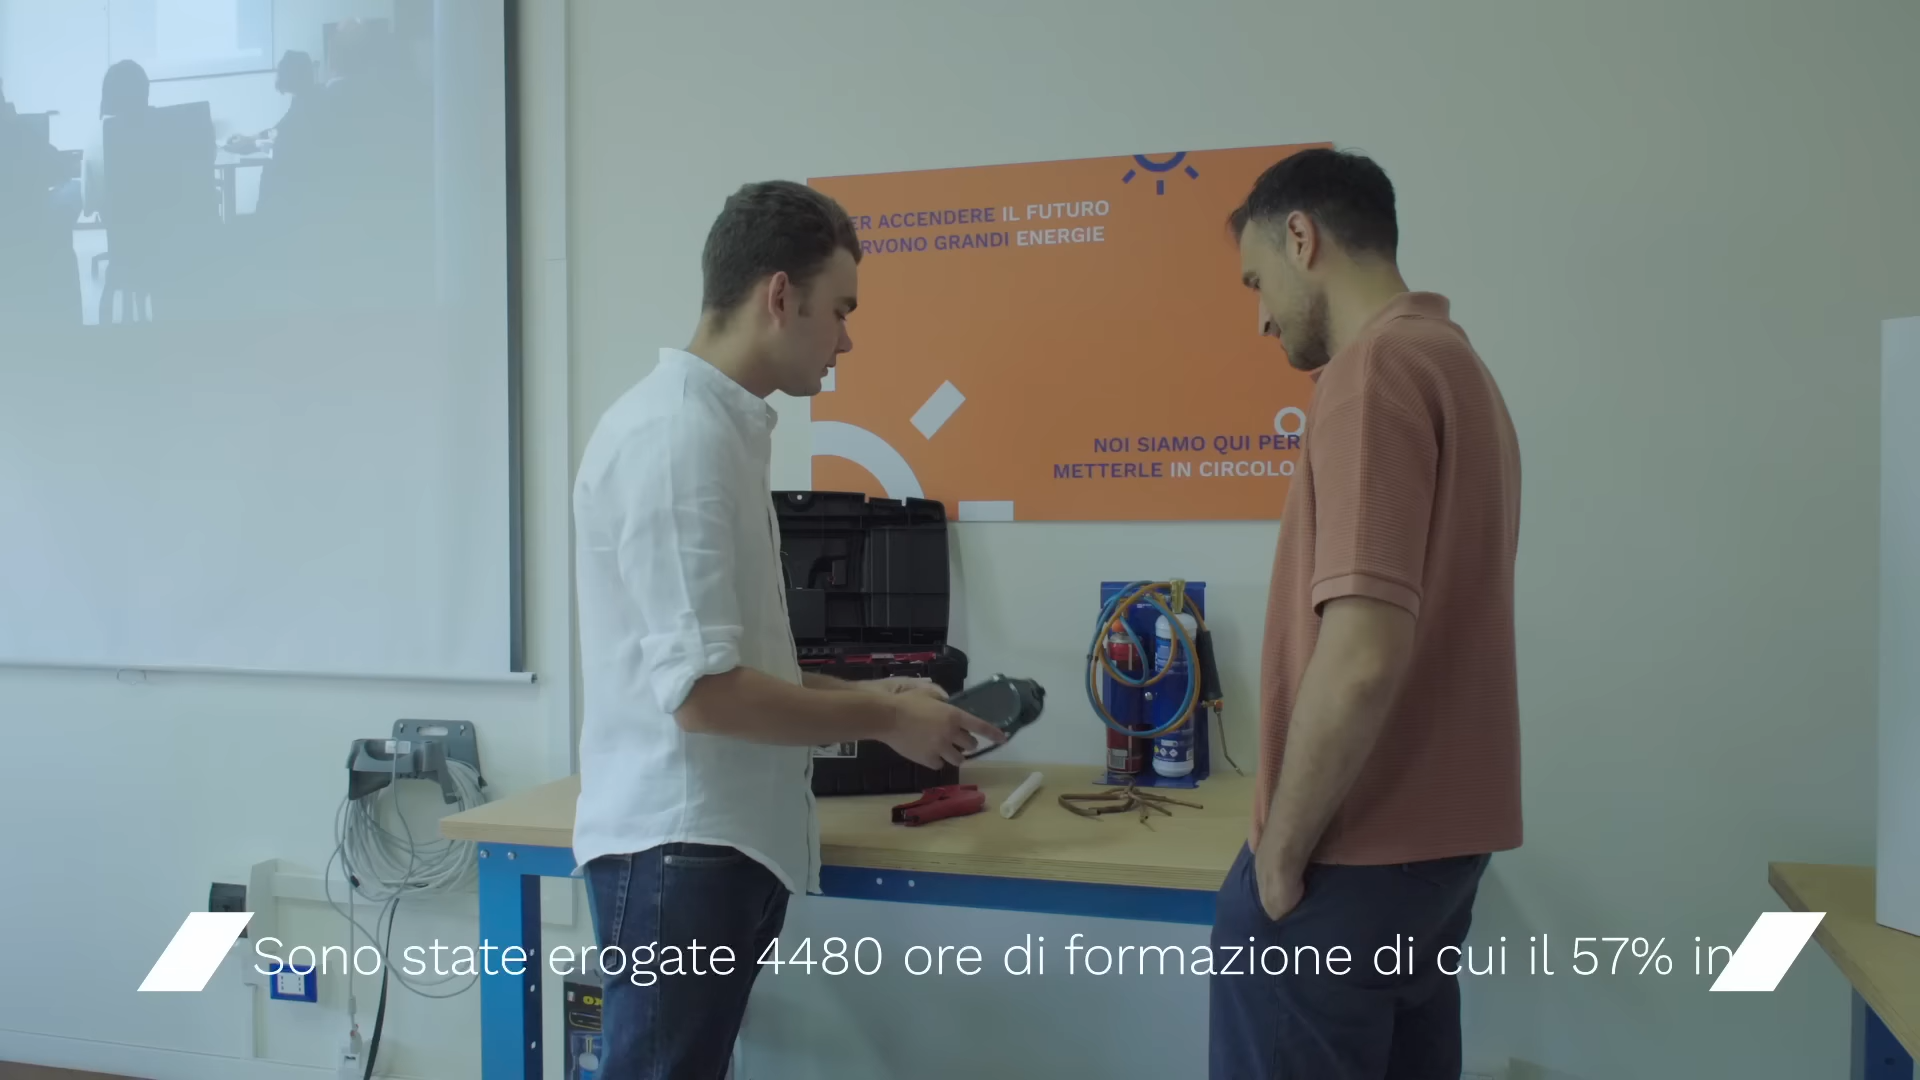 ER ACCENDERE IL FUTURO
RVONO GRANDI ENERGIE
NOI SIAMO QUI PER
METTERLE IN CIRCOLO
Sono state erogate 4480 ore di formazione di cui il 57% in